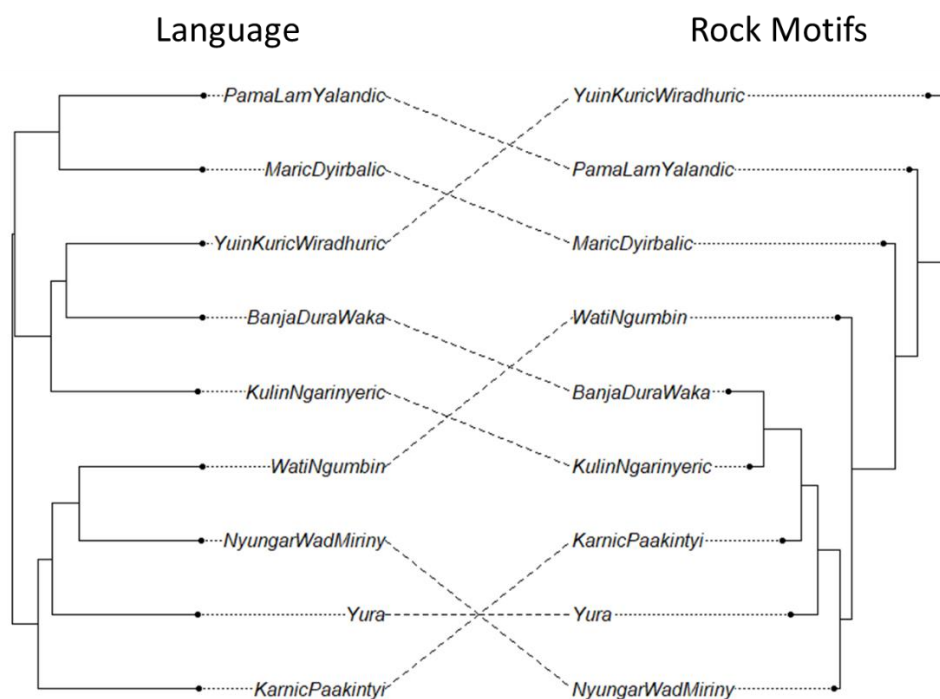 Language
Rock Motifs
PamaLamYalandic
YuinKuricWiradhuric
MaricDyirbalic
PamaLamYalandic
YuinKuricWiradhuric
MaricDyirbalic
BanjaDuraWaka
WatiNgumbin
KulinNgarinyeric
BanjaDuraWaka
WatiNgumbin
KulinNgarinyeric
NyungarWadMiriny
KarnicPaakintyi
Yura
Yura
KarnicPaakintyi
NyungarWadMiriny